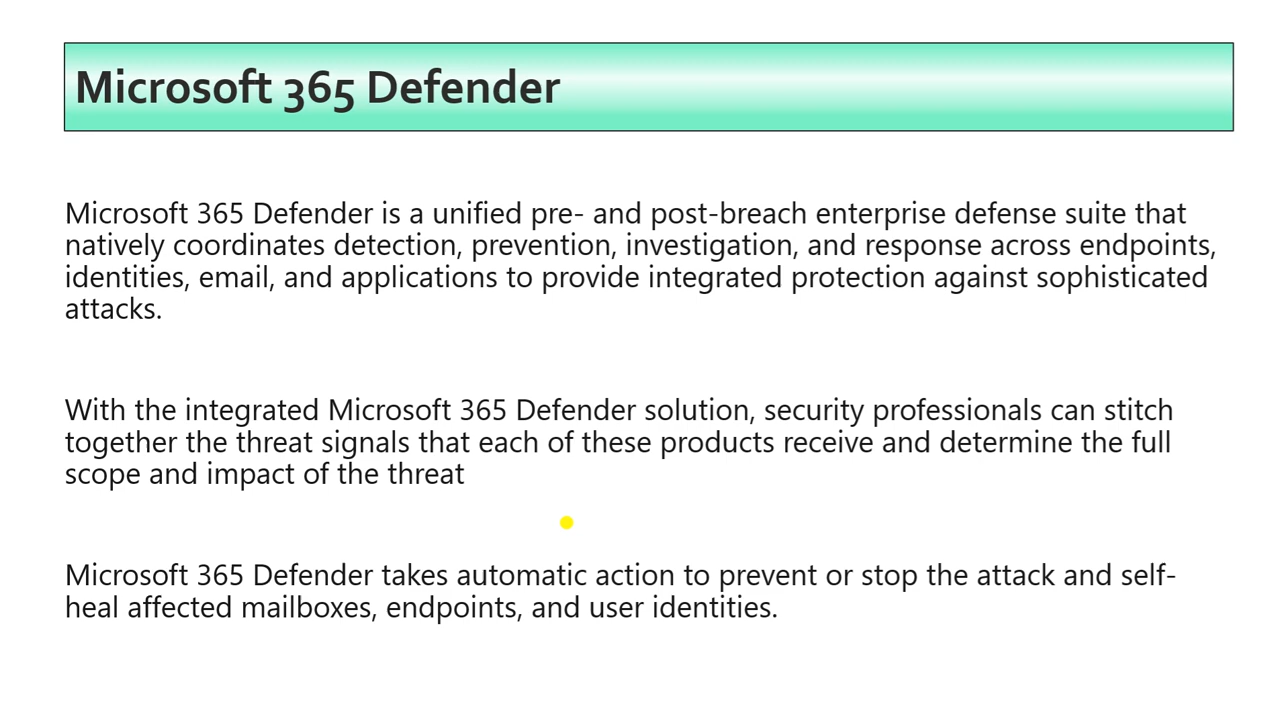 Microsoft 365 Defender
Microsoft 365 Defender is a unified pre- and post-breach enterprise defense suite that
natively coordinates detection, prevention, investigation, and response across endpoints,
identities, email, and applications to provide integrated protection against sophisticated
attacks.
With the integrated Microsoft 365 Defender solution, security professionals can stitch
together the threat signals that each of these products receive and determine the full
scope and impact of the threat
Microsoft 365 Defender takes automatic action to prevent or stop the attack and self-
heal affected mailboxes, endpoints, and user identities.